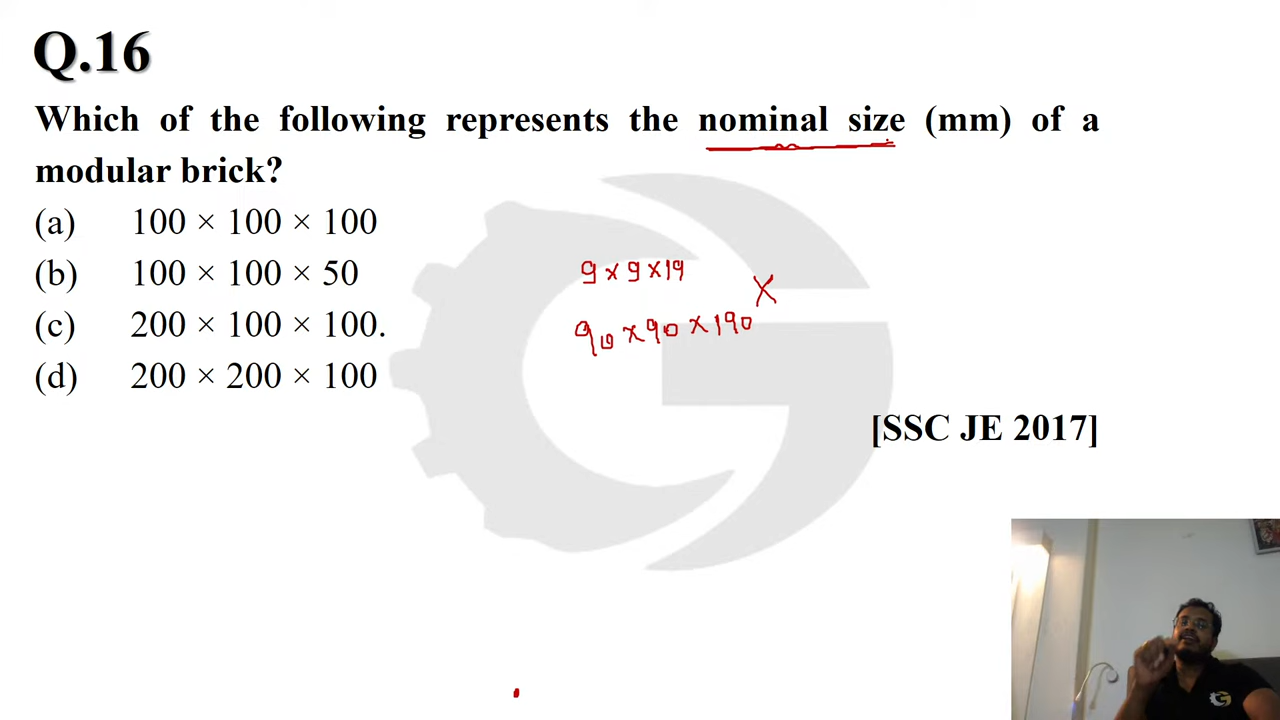 Q.16
Which of the following represents the nominal size (mm) of a
modular brick?
(a) 100 × 100 × 100
(b) 100 × 100 × 50
(c) 200 × 100 × 100.
(d) 200 × 200 × 100
9 x 9 x 19
90 x 90 x 190
X
[SSC JE 2017]